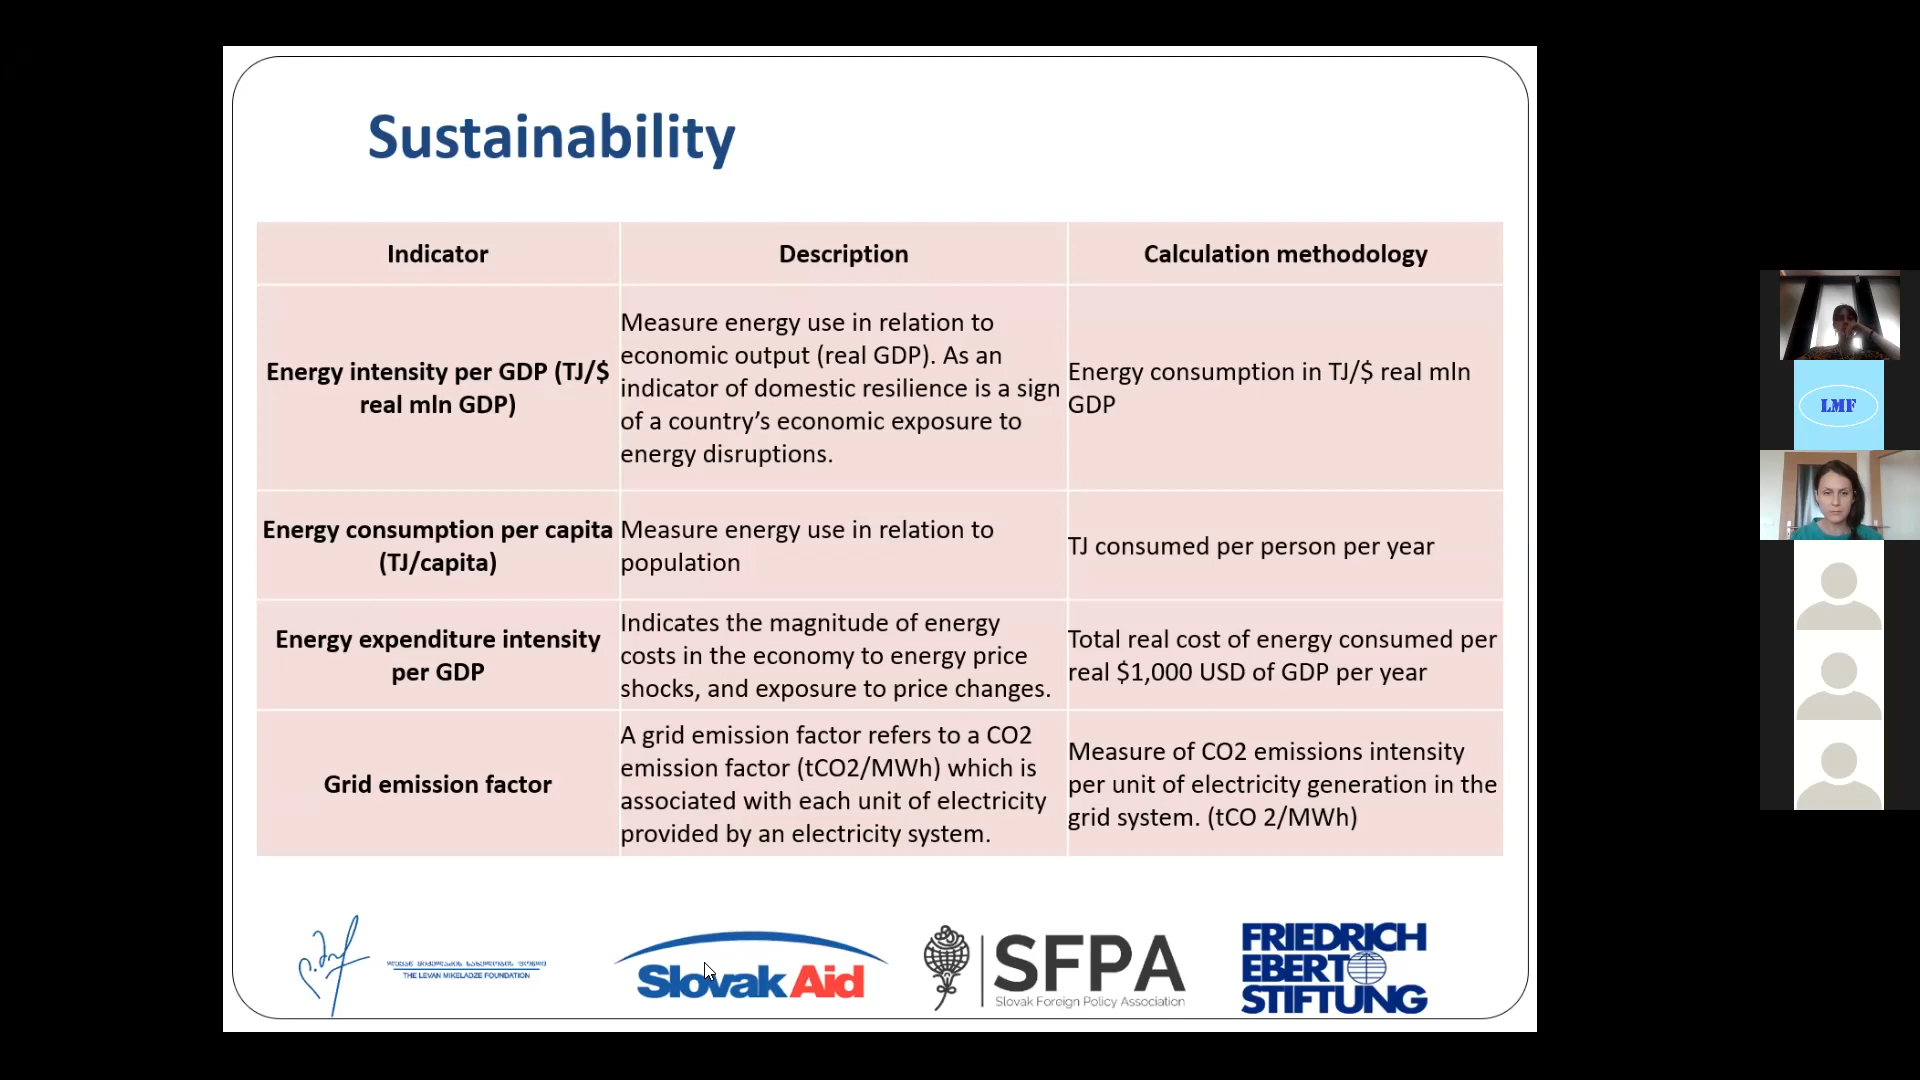 Sustainability
Indicator
Description
Calculation methodology
Energy intensity per GDP (TJ/$
real mln GDP)
Measure energy use in relation to
economic output (real GDP). As an
indicator of domestic resilience is a sign
of a country’s economic exposure to
energy disruptions.
Energy consumption in TJ/$ real mln
GDP
Energy consumption per capita
(TJ/capita)
Measure energy use in relation to
population
TJ consumed per person per year
Energy expenditure intensity
per GDP
Indicates the magnitude of energy
costs in the economy to energy price
shocks, and exposure to price changes.
Total real cost of energy consumed per
real $1,000 USD of GDP per year
Grid emission factor
A grid emission factor refers to a CO2
emission factor (tCO2/MWh) which is
associated with each unit of electricity
provided by an electricity system.
Measure of CO2 emissions intensity
per unit of electricity generation in the
grid system. (tCO 2/MWh)
THE LEVAN MIKELADZE FOUNDATION
SlovakAid
SFPA
Slovak Foreign Policy Association
FRIEDRICH
EBERT
STIFTUNG
LMF